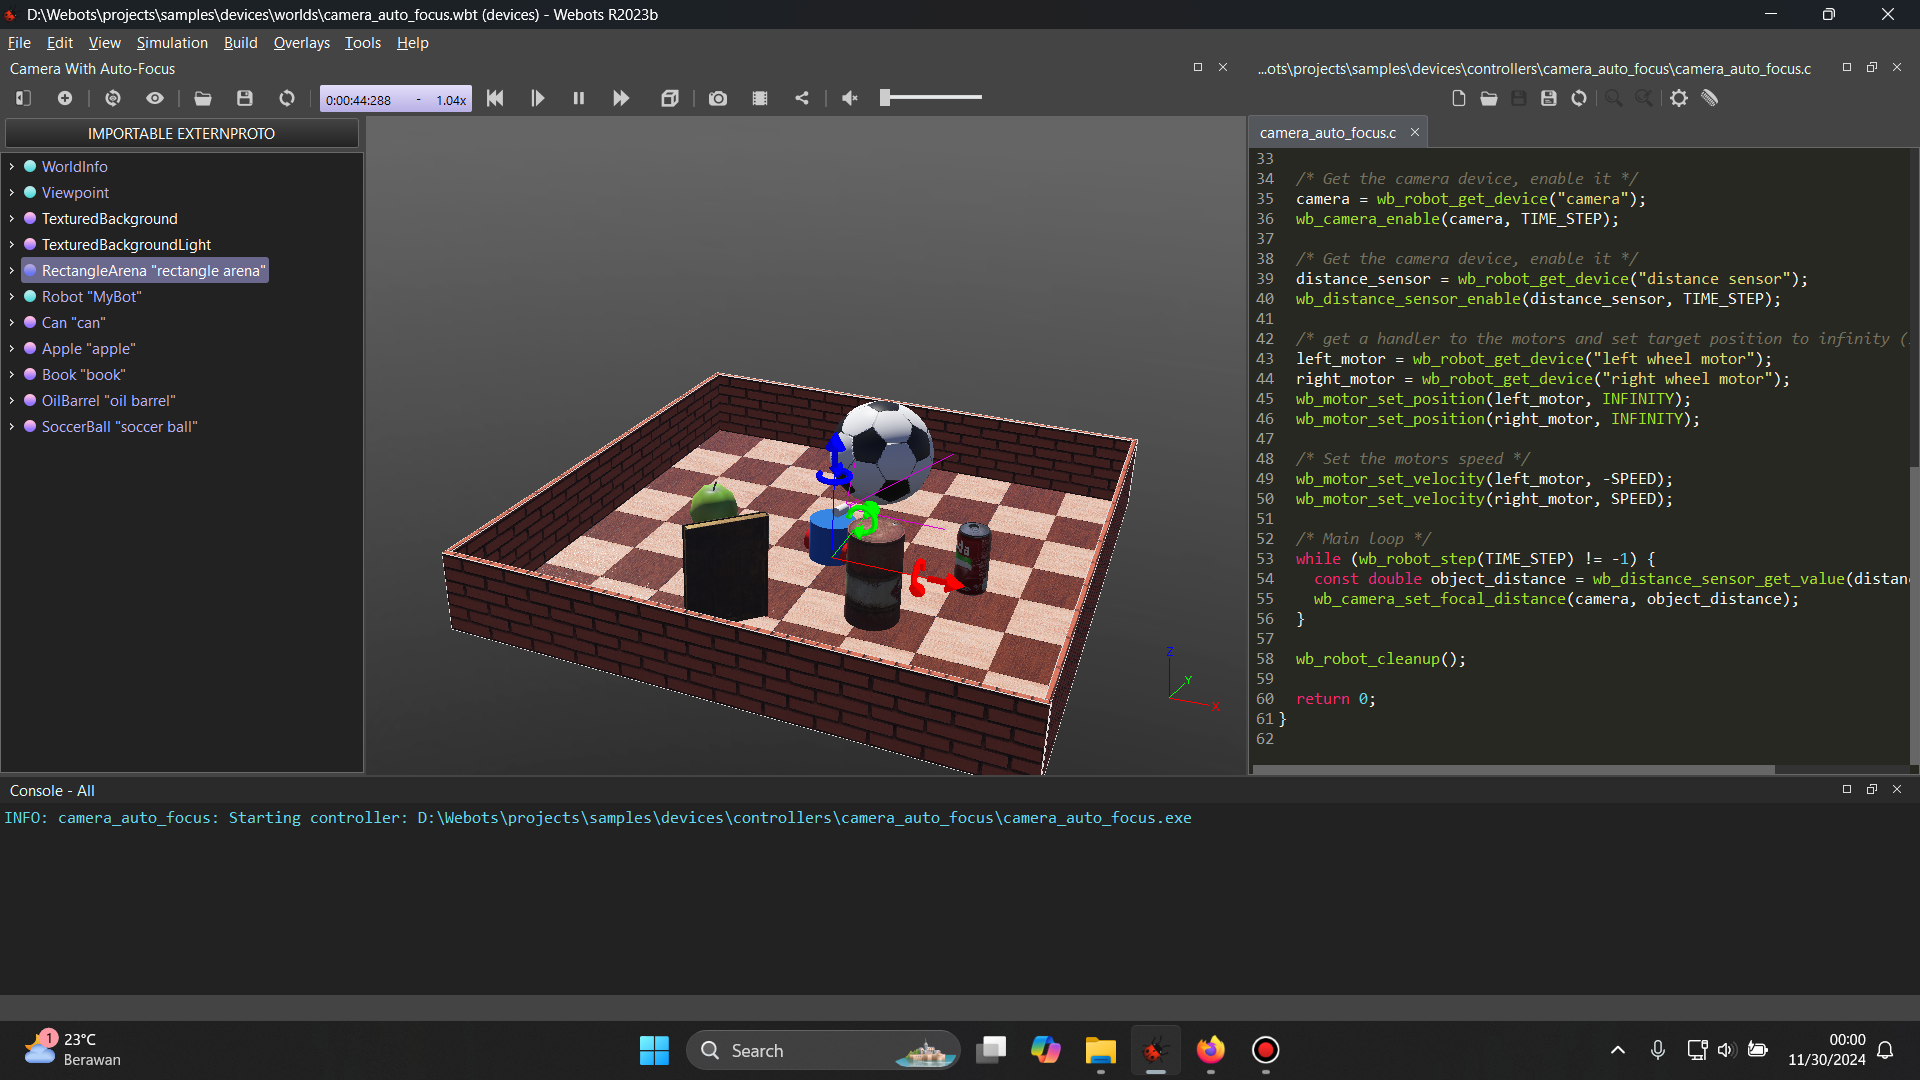 D:\Webots\projects\samples\devices\worlds\camera_auto_focus.wbt (devices) - Webots R2023b
File Edit View Simulation Build Overlays Tools Help
Camera With Auto-Focus
0:00:44:288 - 1.04x
IMPORTABLE EXTERNPROTO
WorldInfo
Viewpoint
TexturedBackground
TexturedBackgroundLight
RectangleArena "rectangle arena"
Robot "MyBot"
Can "can"
Apple "apple"
Book "book"
OilBarrel "oil barrel"
SoccerBall "soccer ball"
Z
Y
X
...ots\projects\samples\devices\controllers\camera_auto_focus\camera_auto_focus.c
camera_auto_focus.c
33
34 /* Get the camera device, enable it */
35 camera = wb_robot_get_device("camera");
36 wb_camera_enable(camera, TIME_STEP);
37
38 /* Get the camera device, enable it */
39 distance_sensor = wb_robot_get_device("distance sensor");
40 wb_distance_sensor_enable(distance_sensor, TIME_STEP);
41
42 /* get a handler to the motors and set target position to infinity (
43 left_motor = wb_robot_get_device("left wheel motor");
44 right_motor = wb_robot_get_device("right wheel motor");
45 wb_motor_set_position(left_motor, INFINITY);
46 wb_motor_set_position(right_motor, INFINITY);
47
48 /* Set the motors speed */
49 wb_motor_set_velocity(left_motor, -SPEED);
50 wb_motor_set_velocity(right_motor, SPEED);
51
52 /* Main loop */
53 while (wb_robot_step(TIME_STEP) != -1) {
54 const double object_distance = wb_distance_sensor_get_value(distan
55 wb_camera_set_focal_distance(camera, object_distance);
56 }
57
58 wb_robot_cleanup();
59
60 return 0;
61 }
62
Console - All
INFO: camera_auto_focus: Starting controller: D:\Webots\projects\samples\devices\controllers\camera_auto_focus\camera_auto_focus.exe
1
23°C
Berawan
Search
00:00
11/30/2024